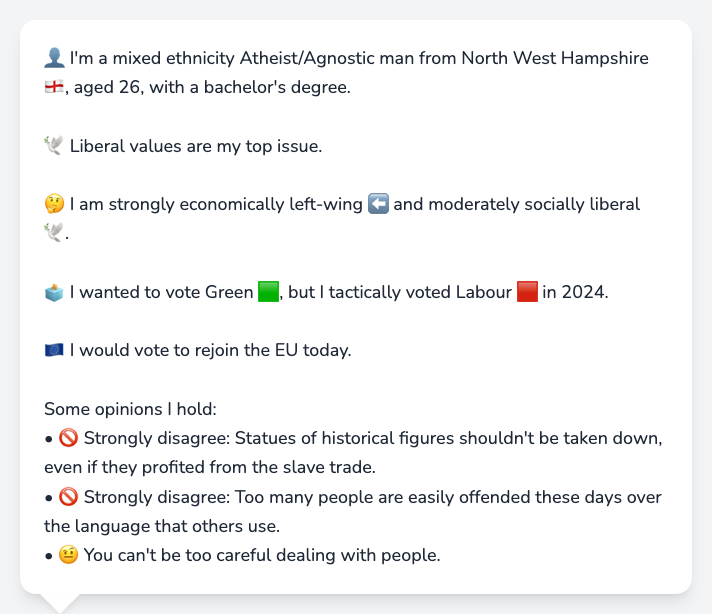 👤 I'm a mixed ethnicity Atheist/Agnostic man from North West Hampshire
🏴󠁧󠁢󠁥󠁮󠁧󠁿, aged 26, with a bachelor's degree.
🕊️ Liberal values are my top issue.
🤔 I am strongly economically left-wing ⬅️ and moderately socially liberal
🕊️.
🗳️ I wanted to vote Green 🟩, but I tactically voted Labour 🟥 in 2024.
🇪🇺 I would vote to rejoin the EU today.
Some opinions I hold:
• 🚫 Strongly disagree: Statues of historical figures shouldn't be taken down,
even if they profited from the slave trade.
• 🚫 Strongly disagree: Too many people are easily offended these days over
the language that others use.
• 🤨 You can't be too careful dealing with people.